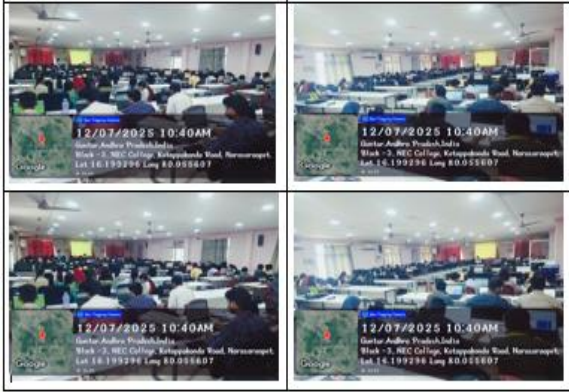 12/07/2025 10:40AM
Guntur,Andhra Pradesh,India
Block -3, NEC College, Kotappakonda Road, Narasaraopet,
Lat 16.199296 Long 80.055607
Google
12/07/2025 10:40AM
Guntur,Andhra Pradesh,India
Block -3, NEC College, Kotappakonda Road, Narasaraopet,
Lat 16.199296 Long 80.055607
Google
12/07/2025 10:40AM
Guntur,Andhra Pradesh,India
Block -3, NEC College, Kotappakonda Road, Narasaraopet,
Lat 16.199296 Long 80.055607
Google
12/07/2025 10:40AM
Guntur,Andhra Pradesh,India
Block -3, NEC College, Kotappakonda Road, Narasaraopet,
Lat 16.199296 Long 80.055607
Google